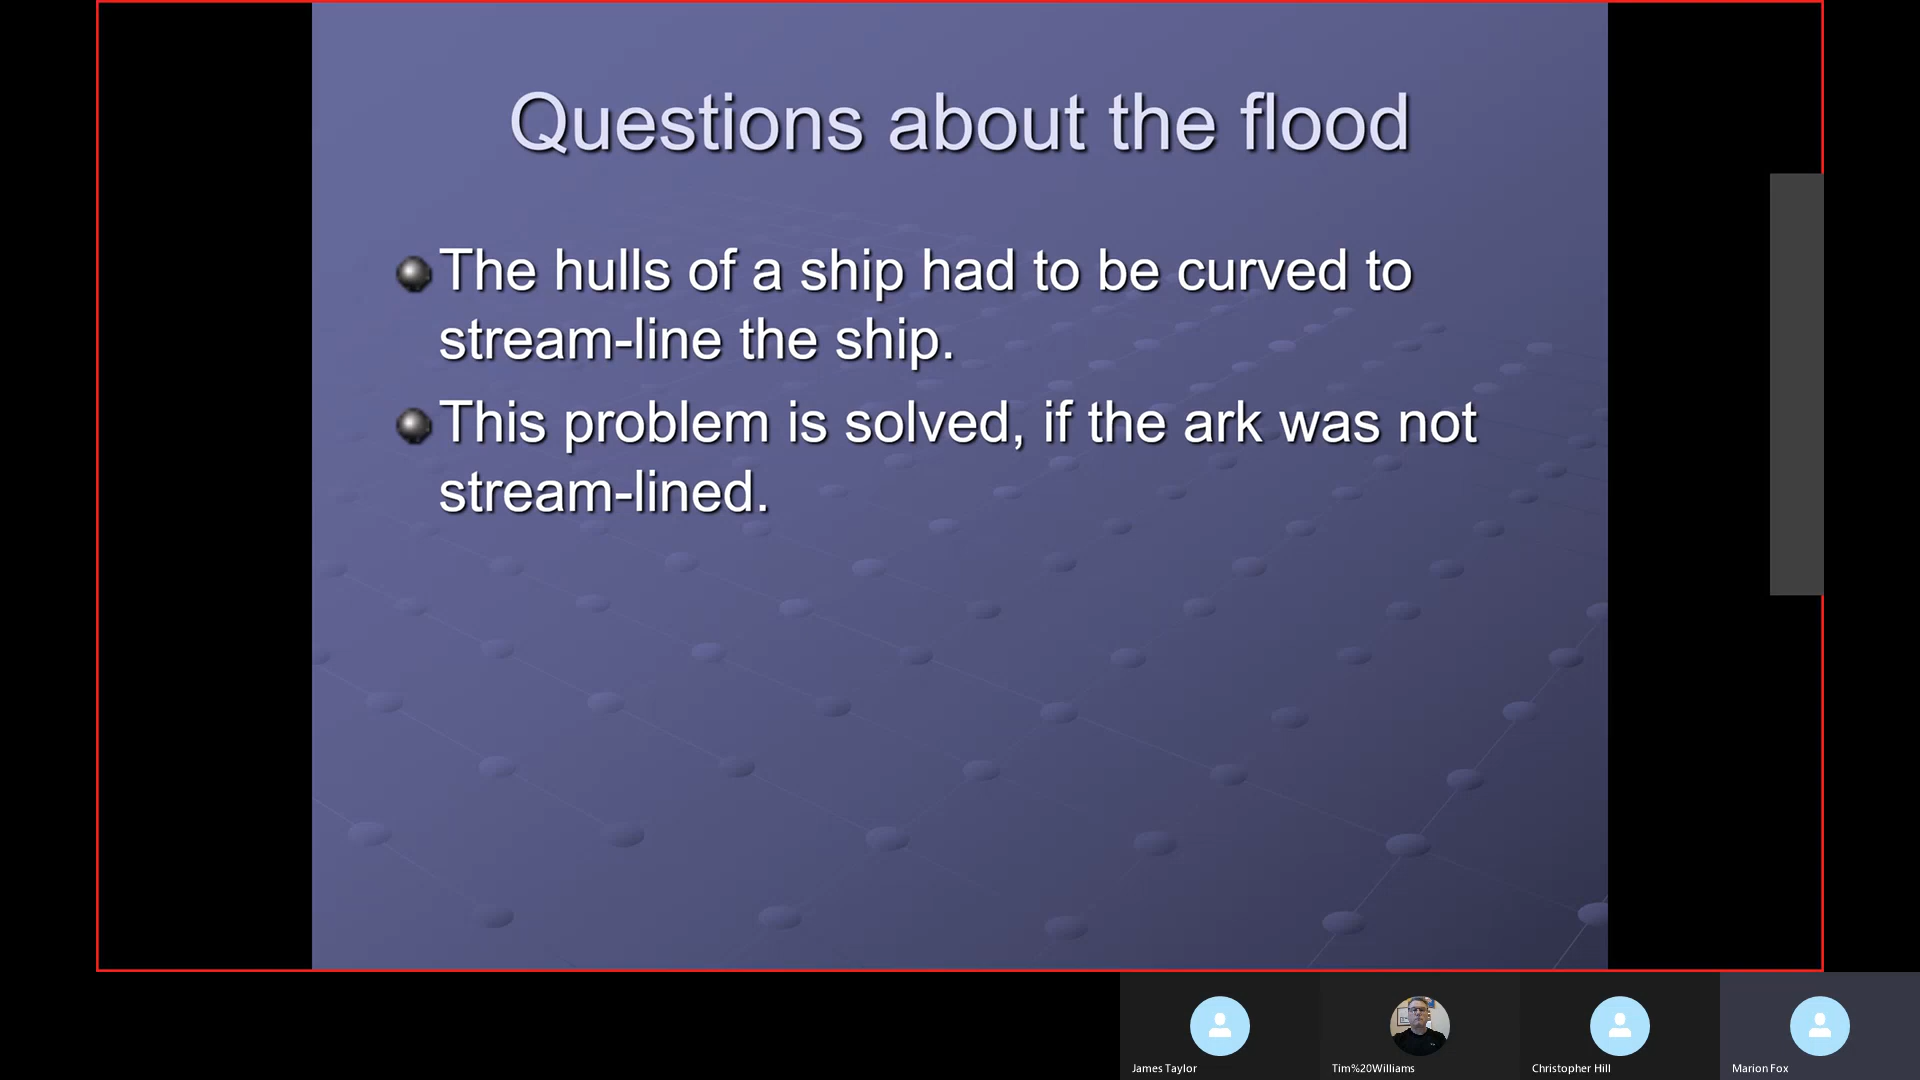 Questions about the flood
The hulls of a ship had to be curved to
stream-line the ship.
This problem is solved, if the ark was not
stream-lined.
James Taylor
Tim%20Williams
Christopher Hill
Marion Fox